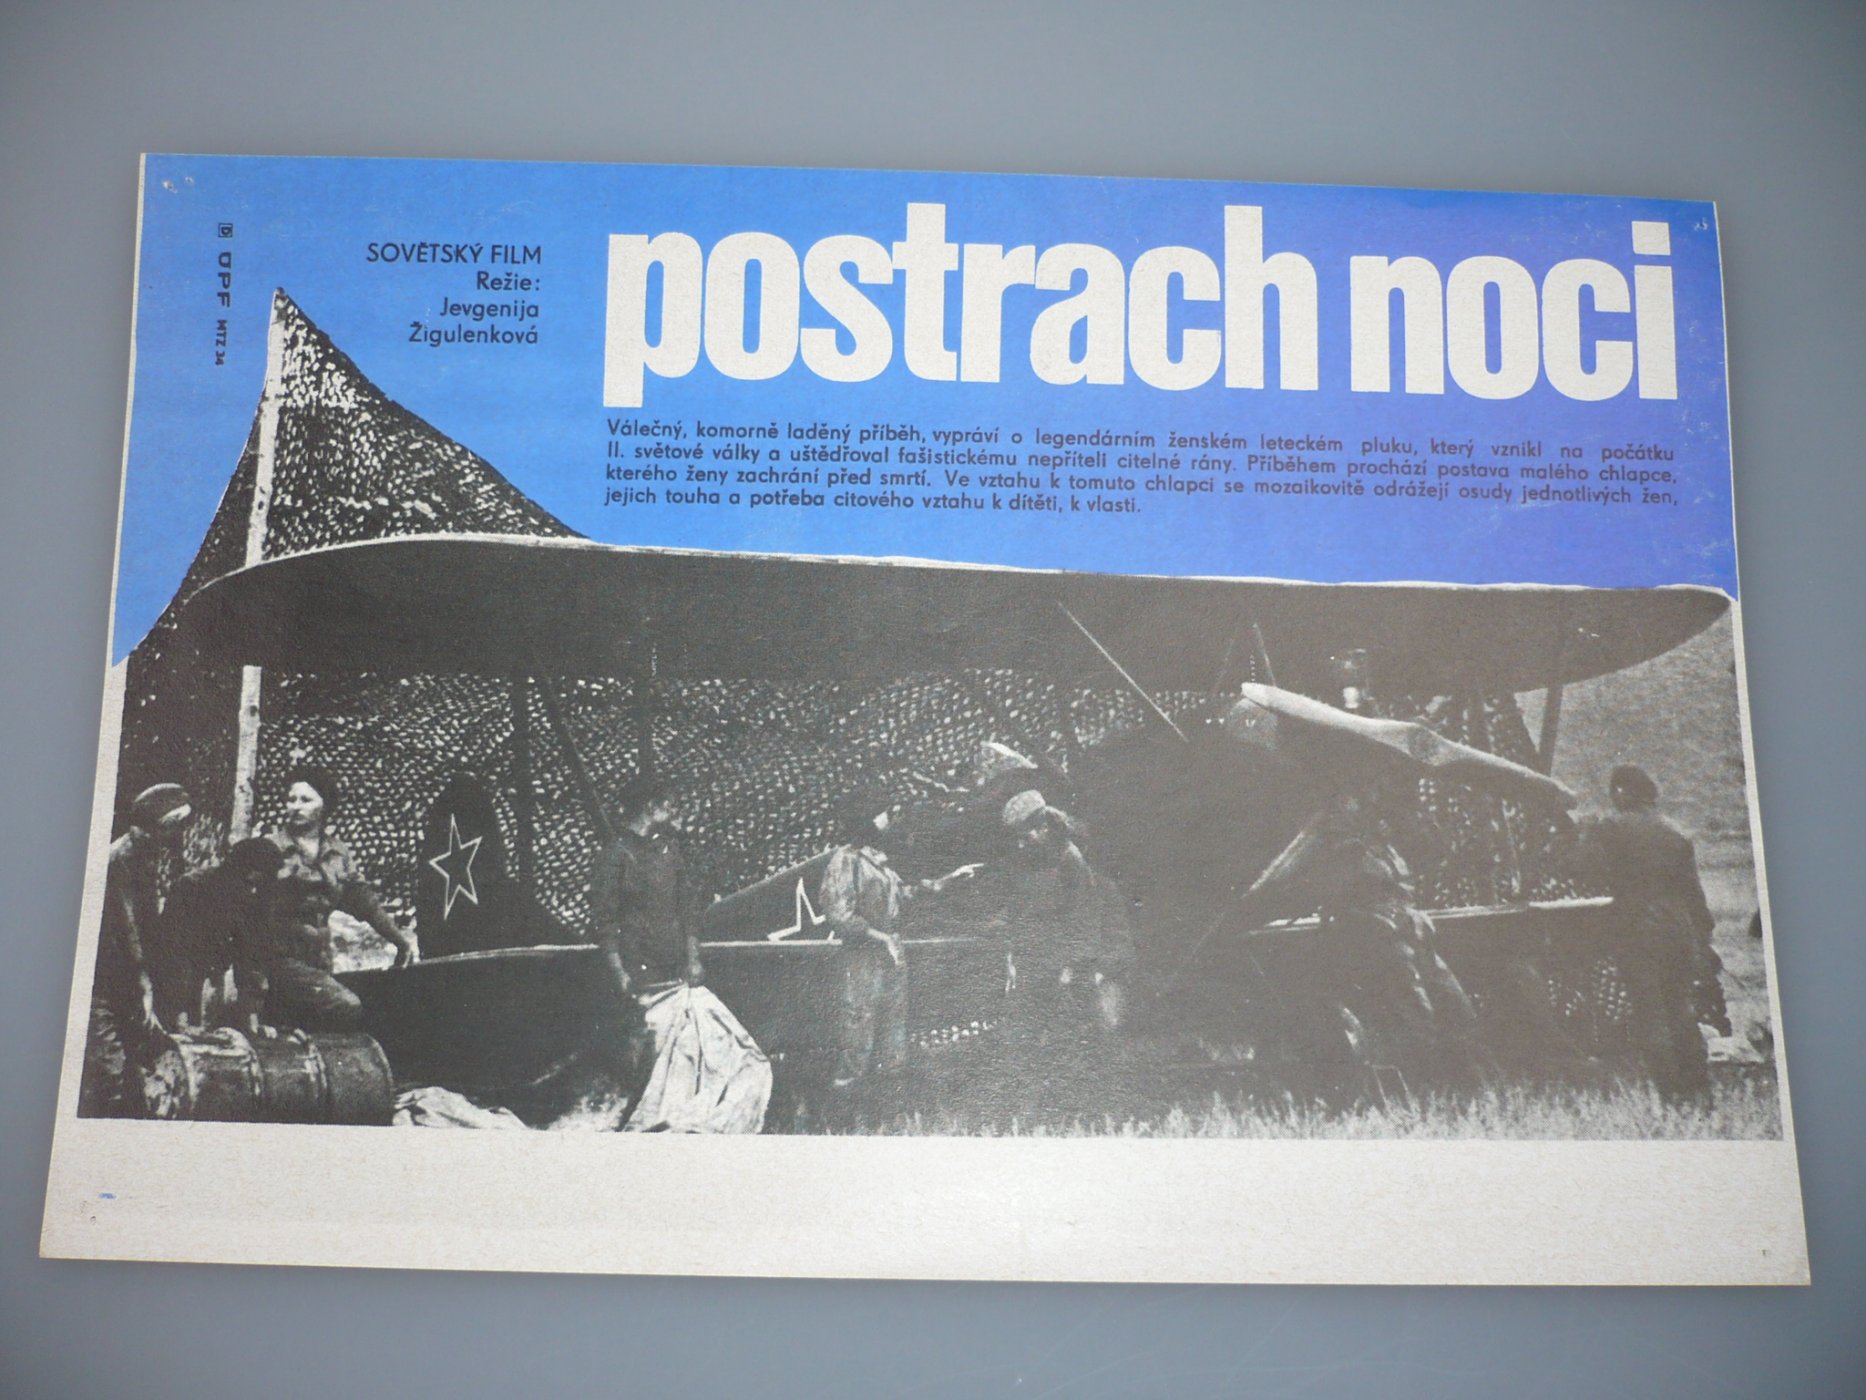 SOVĚTSKÝ FILM
Režie:
Jevgenija
Žigulenková
postrach noci
Válečný, komorně laděný příběh, vypráví o legendárním ženském leteckém pluku, který vznikl na počátku
II. světové války a uštědřoval fašistickému nepříteli citelné rány. Příběhem prochází postava malého chlapce,
kterého ženy zachrání před smrtí. Ve vztahu k tomuto chlapci se mozaikovitě odrážejí osudy jednotlivých žen,
jejich touha a potřeba citového vztahu k dítěti, k vlasti.
ÚPF MTZ 34